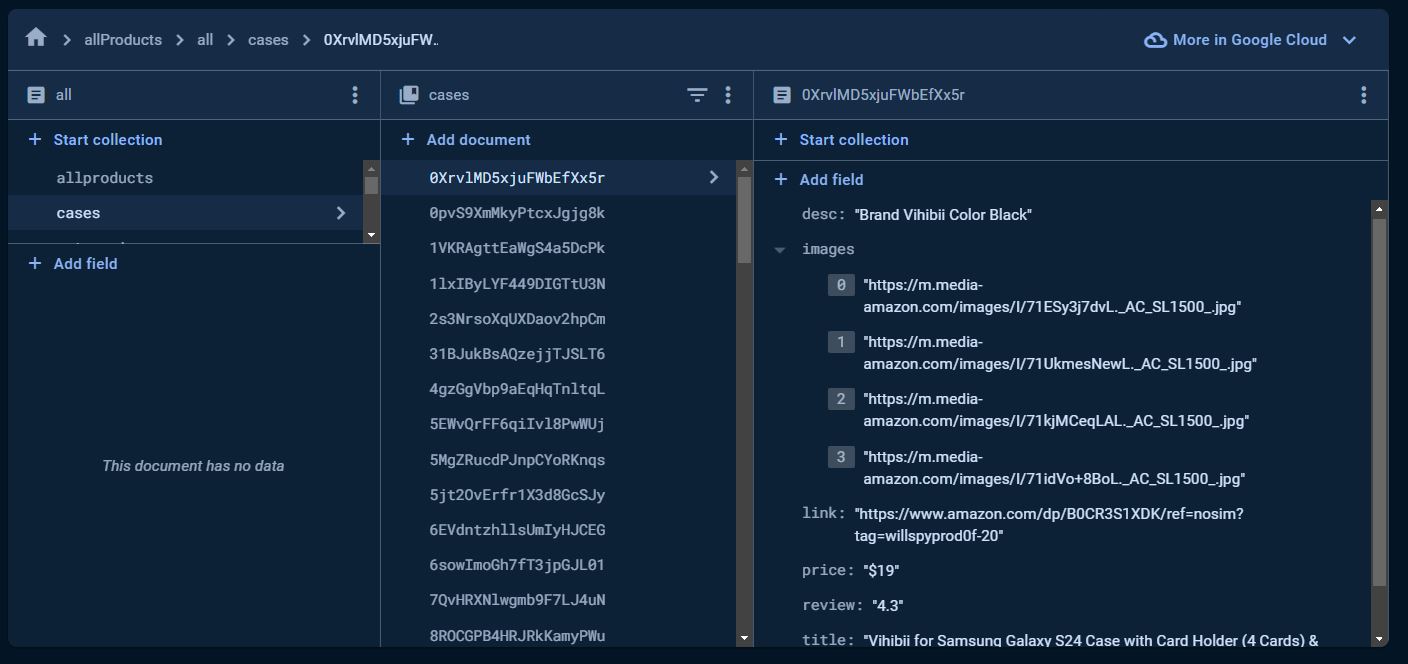 allProducts
all
cases
0XrvlMD5xjuFW..
More in Google Cloud
all
Start collection
allproducts
cases
Add field
This document has no data
cases
Add document
0XrvlMD5xjuFWbEfXx5r
0pvS9XmMkyPtcxJgjg8k
1VKRAgttEaWgS4a5DcPk
1lxIByLYF449DIGTtU3N
2s3NrsoXqUXDaov2hpCm
31BJukBsAQzejjTJSLT6
4gzGgVbp9aEqHqTnltqL
5EWvQrFF6qiIvl8PwWUj
5MgZRucdPJnpCYoRKnqs
5jt2OvErfr1X3d8GcSJy
6EVdntzhllsUmIyHJCEG
6sowImoGh7fT3jpGJL01
7QvHRXNlwgmb9F7LJ4uN
8ROCGPB4HRJRkKamyPWu
0XrvlMD5xjuFWbEfXx5r
Start collection
Add field
desc: "Brand Vihibii Color Black"
images
0 "https://m.media-
amazon.com/images/I/71ESy3j7dvL._AC_SL1500_.jpg"
1 "https://m.media-
amazon.com/images/I/71UkmesNewL._AC_SL1500_.jpg"
2 "https://m.media-
amazon.com/images/I/71kjMCeqLAL._AC_SL1500_.jpg"
3 "https://m.media-
amazon.com/images/I/71idVo+8BoL._AC_SL1500_.jpg"
link: "https://www.amazon.com/dp/B0CR3S1XDK/ref=nosim?
tag=willspyprod0f-20"
price: "$19"
review: "4.3"
title: "Vihibii for Samsung Galaxy S24 Case with Card Holder (4 Cards) &